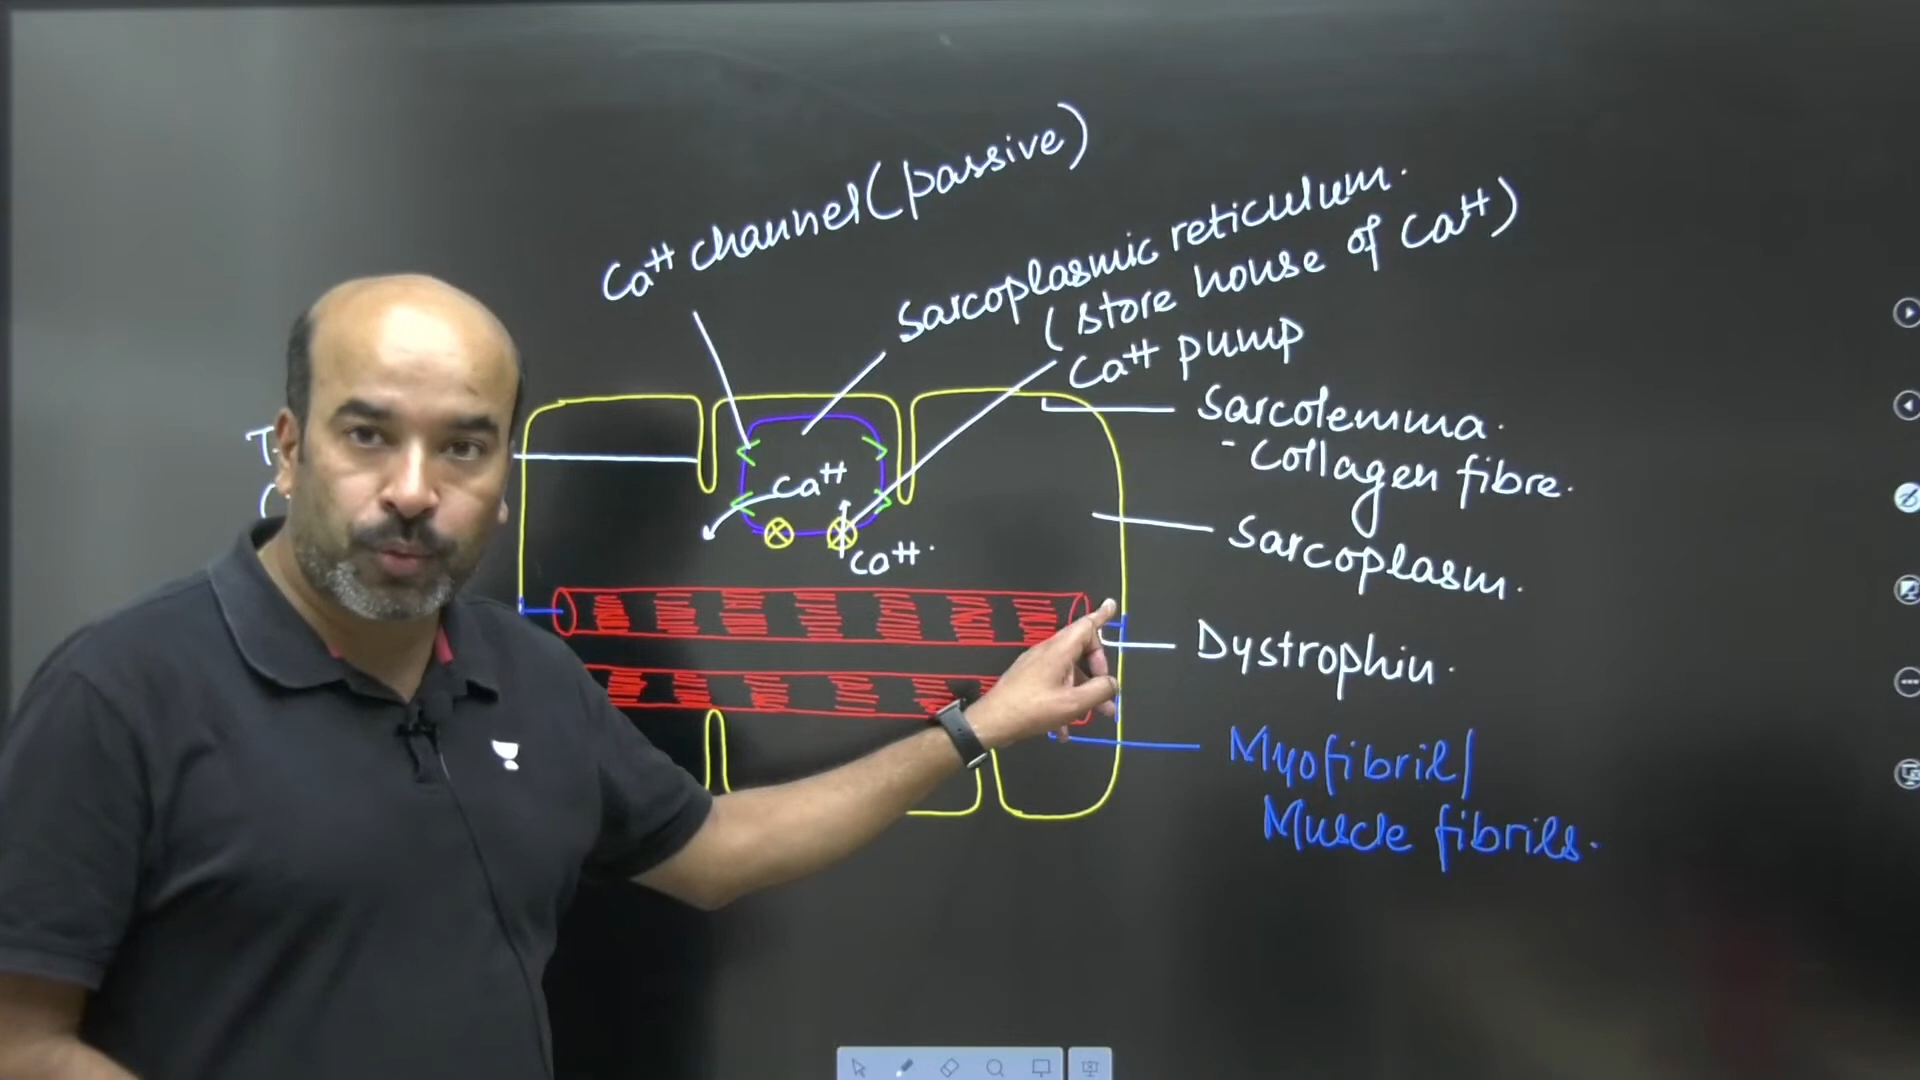 Ca++ channel (passive)
Sarcoplasmic reticulum.
(store house of Ca++)
Ca++ pump
Sarcolemma.
- Collagen fibre.
Ca++
Sarcoplasm.
Ca++.
Dystrophin.
Myofibril/
Muscle fibrils.